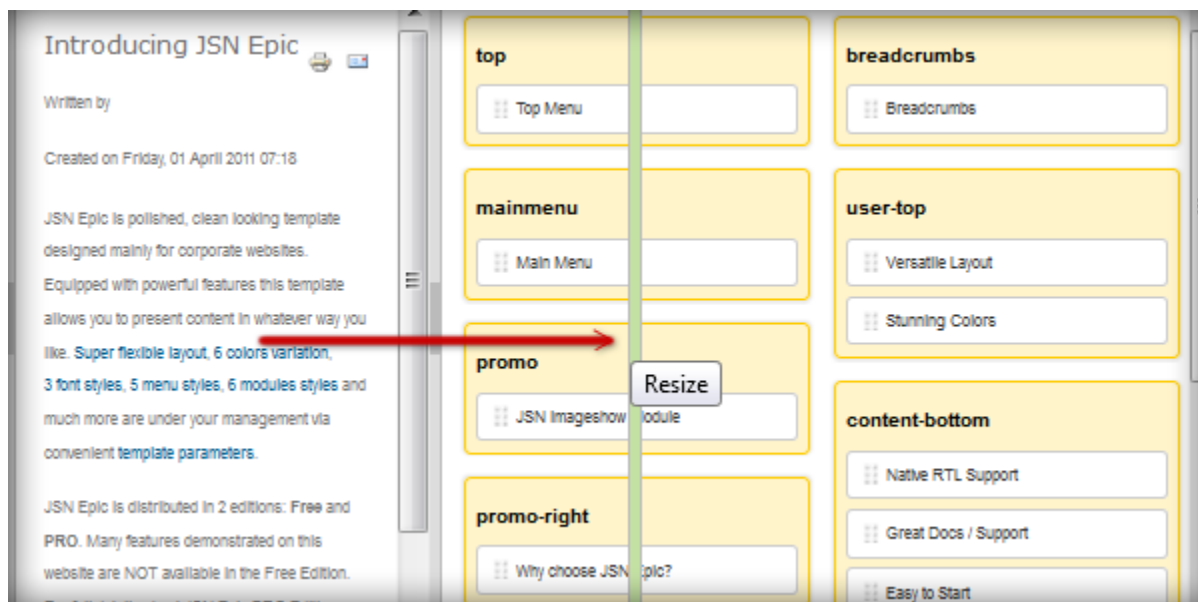 Introducing JSN Epic
Written by
Created on Friday, 01 April 2011 07:18
JSN Epic is polished, clean looking template
designed mainly for corporate websites.
Equipped with powerful features this template
allows you to present content in whatever way you
like. Super flexible layout, 6 colors variation,
3 font styles, 5 menu styles, 6 modules styles and
much more are under your management via
convenient template parameters.
JSN Epic is distributed in 2 editions: Free and
PRO. Many features demonstrated on this
website are NOT available in the Free Edition.
top
Top Menu
mainmenu
Main Menu
promo
Resize
JSN Imageshow odule
promo-right
Why choose JSN Epic?
breadcrumbs
Breadcrumbs
user-top
Versatile Layout
Stunning Colors
content-bottom
Native RTL Support
Great Docs / Support
Easy to Start